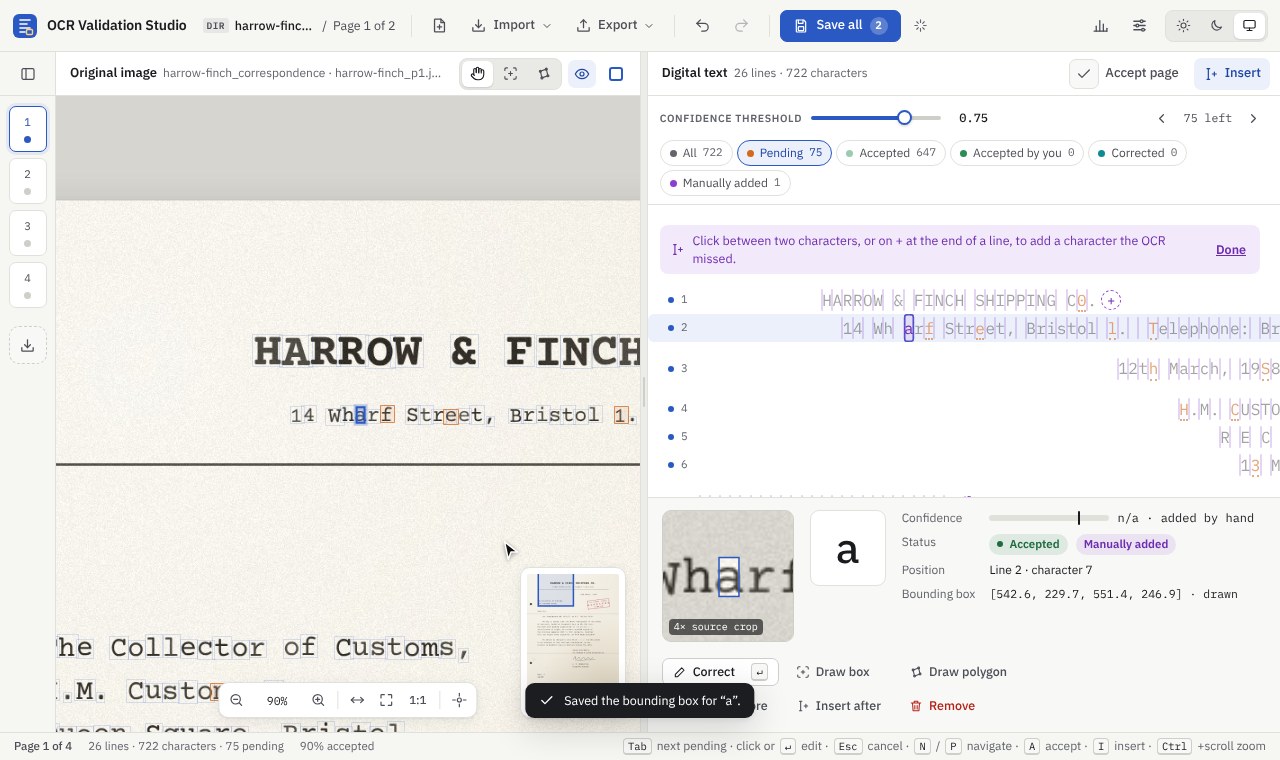 OCR Validation Studio DIR harrow-finc... / Page 1 of 2 Import Export Save all 2
Original image harrow-finch_correspondence · harrow-finch_p1.j...
1
2
3
4
HARROW & FINCH
14 Wharf Street, Bristol 1.
he Collector of Customs,
.M. Custo
ueen Square, Bristol
90% 1:1
Digital text 26 lines · 722 characters Accept page Insert
CONFIDENCE THRESHOLD 0.75 75 left
All 722 Pending 75 Accepted 647 Accepted by you 0 Corrected 0
Manually added 1
Click between two characters, or on + at the end of a line, to add a character the OCR
missed.
Done
1 HARROW & FINCH SHIPPING C0. +
2 14 Wh arf Street, Bristol l. Telephone: Br
3 12th March, 19S8
4 H.M. CUSTO
5 R E C
6 13 M
Wharf
4× source crop
a
Confidence n/a · added by hand
Status Accepted Manually added
Position Line 2 · character 7
Bounding box [542.6, 229.7, 551.4, 246.9] · drawn
Correct ↵ Draw box Draw polygon
Insert after Remove
Saved the bounding box for “a”.
Page 1 of 4 26 lines · 722 characters · 75 pending 90% accepted
Tab next pending · click or ↵ edit · Esc cancel · N / P navigate · A accept · I insert · Ctrl +scroll zoom